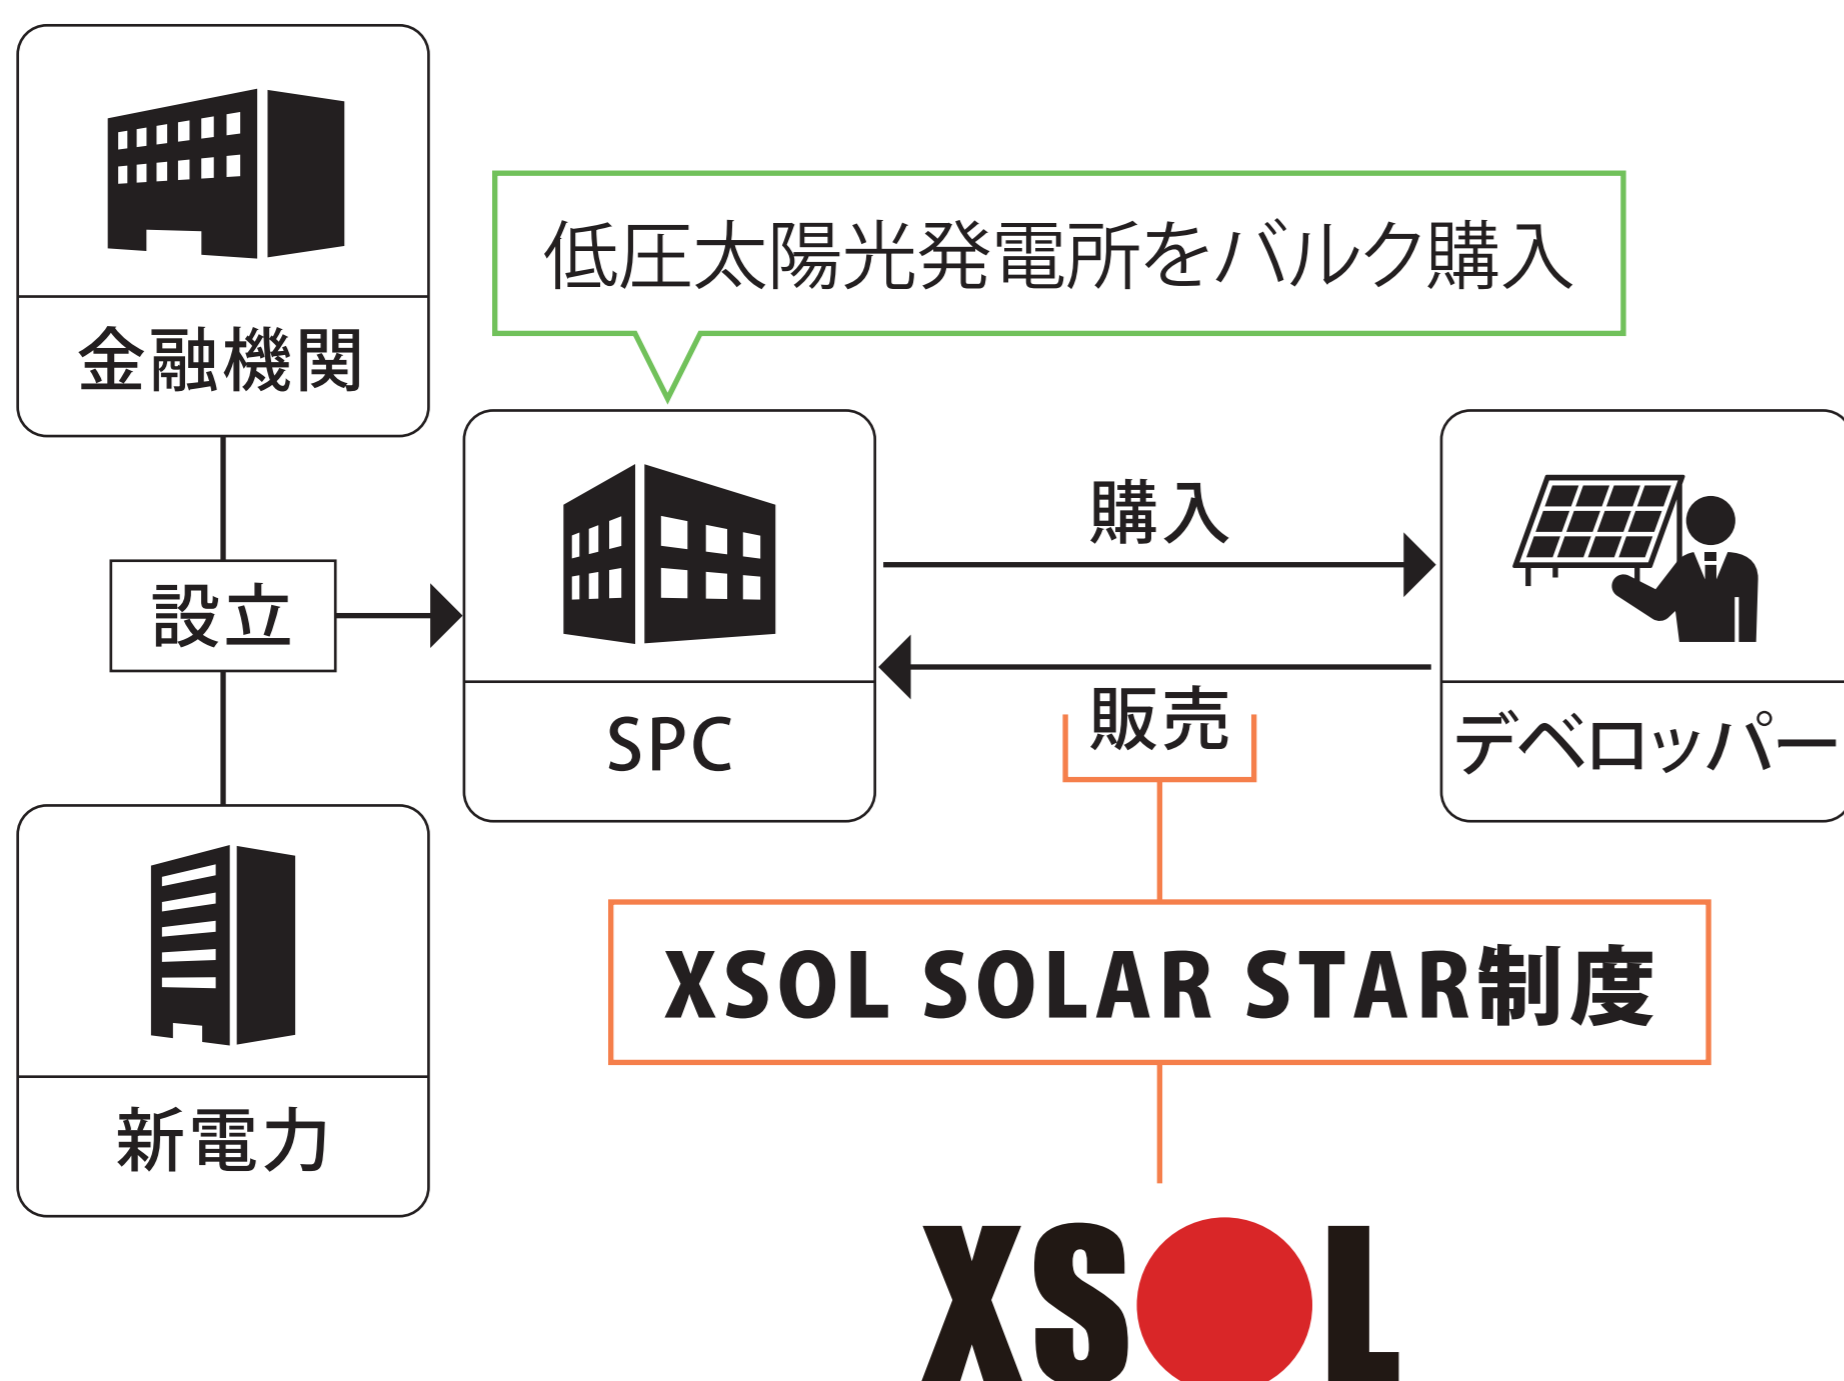 金融機関
低圧太陽光発電所をバルク購入
設立
SPC
購入
販売
デベロッパー
新電力
XSOL SOLAR STAR制度
XSOL